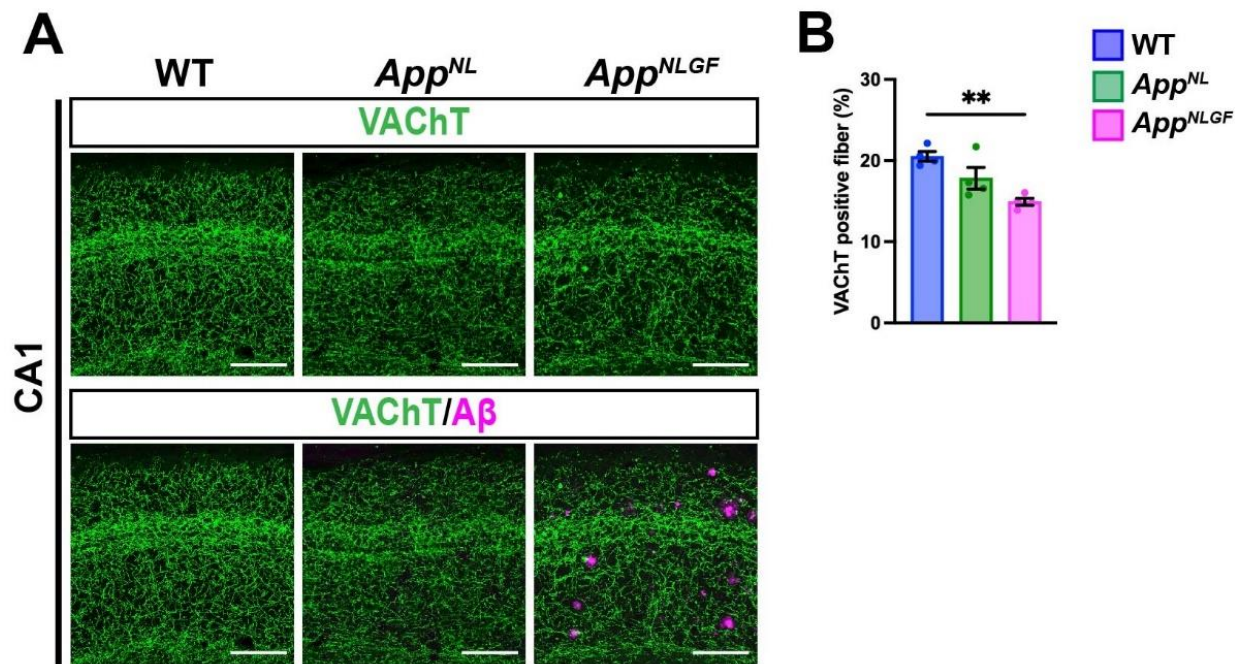 A
WT
App^NL
App^NLGF
VAChT
CA1
VAChT/Aβ
B
VAChT positive fiber (%)
30
20
10
0
**
WT
App^NL
App^NLGF